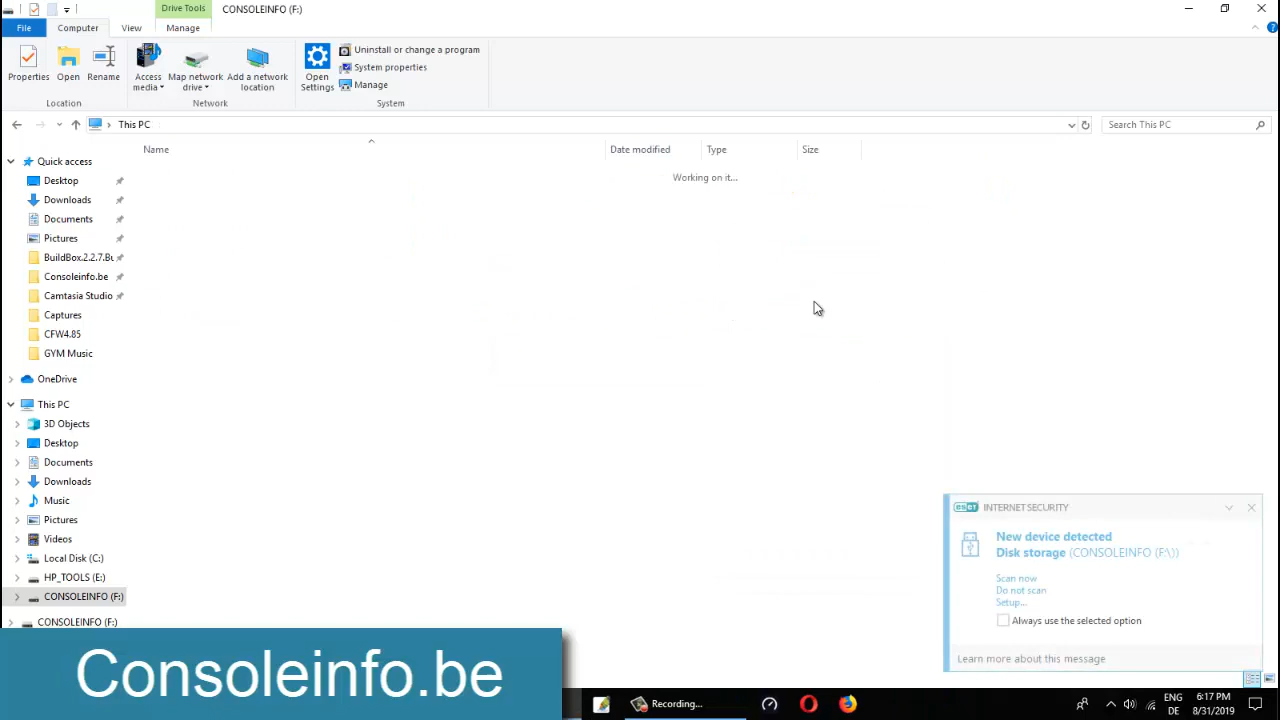 Drive Tools
CONSOLEINFO (F:)
File
Computer
View
Manage
Properties
Open
Rename
Access media
Map network drive
Add a network location
Open Settings
Uninstall or change a program
System properties
Manage
Location
Network
System
This PC
Search This PC
Name
Date modified
Type
Size
Working on it...
Quick access
Desktop
Downloads
Documents
Pictures
BuildBox.2.2.7.Bu
Consoleinfo.be
Camtasia Studio
Captures
CFW4.85
GYM Music
OneDrive
This PC
3D Objects
Desktop
Documents
Downloads
Music
Pictures
Videos
Local Disk (C:)
HP_TOOLS (E:)
CONSOLEINFO (F:)
CONSOLEINFO (F:)
eset INTERNET SECURITY
New device detected
Disk storage (CONSOLEINFO (F:\))
Scan now
Do not scan
Setup...
Always use the selected option
Learn more about this message
Consoleinfo.be
Recording...
ENG
DE
6:17 PM
8/31/2019